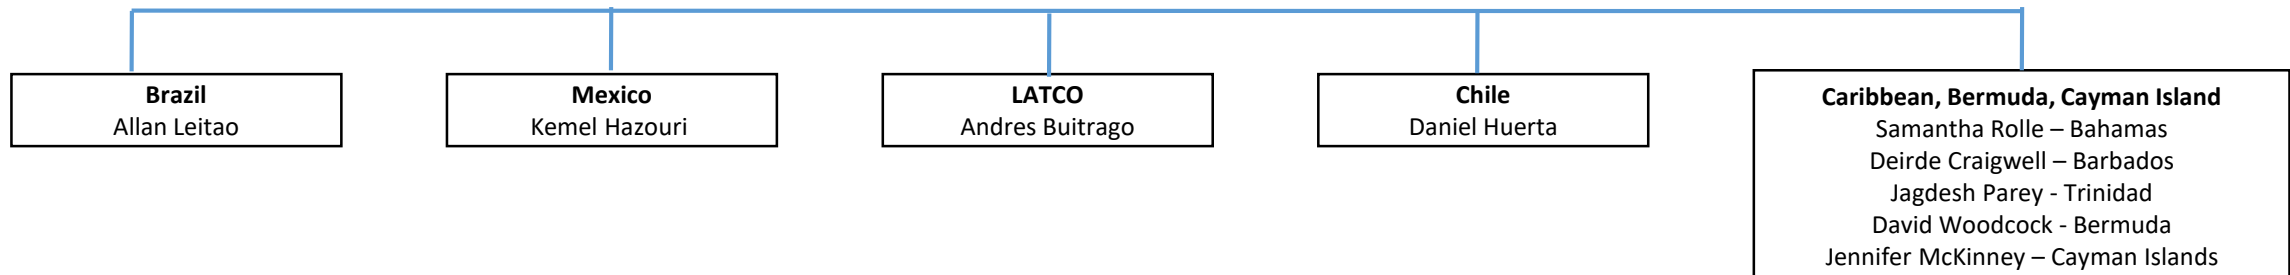 Brazil
Allan Leitao
Mexico
Kemel Hazouri
LATCO
Andres Buitrago
Chile
Daniel Huerta
Caribbean, Bermuda, Cayman Island
Samantha Rolle – Bahamas
Deirde Craigwell – Barbados
Jagdesh Parey - Trinidad
David Woodcock - Bermuda
Jennifer McKinney – Cayman Islands